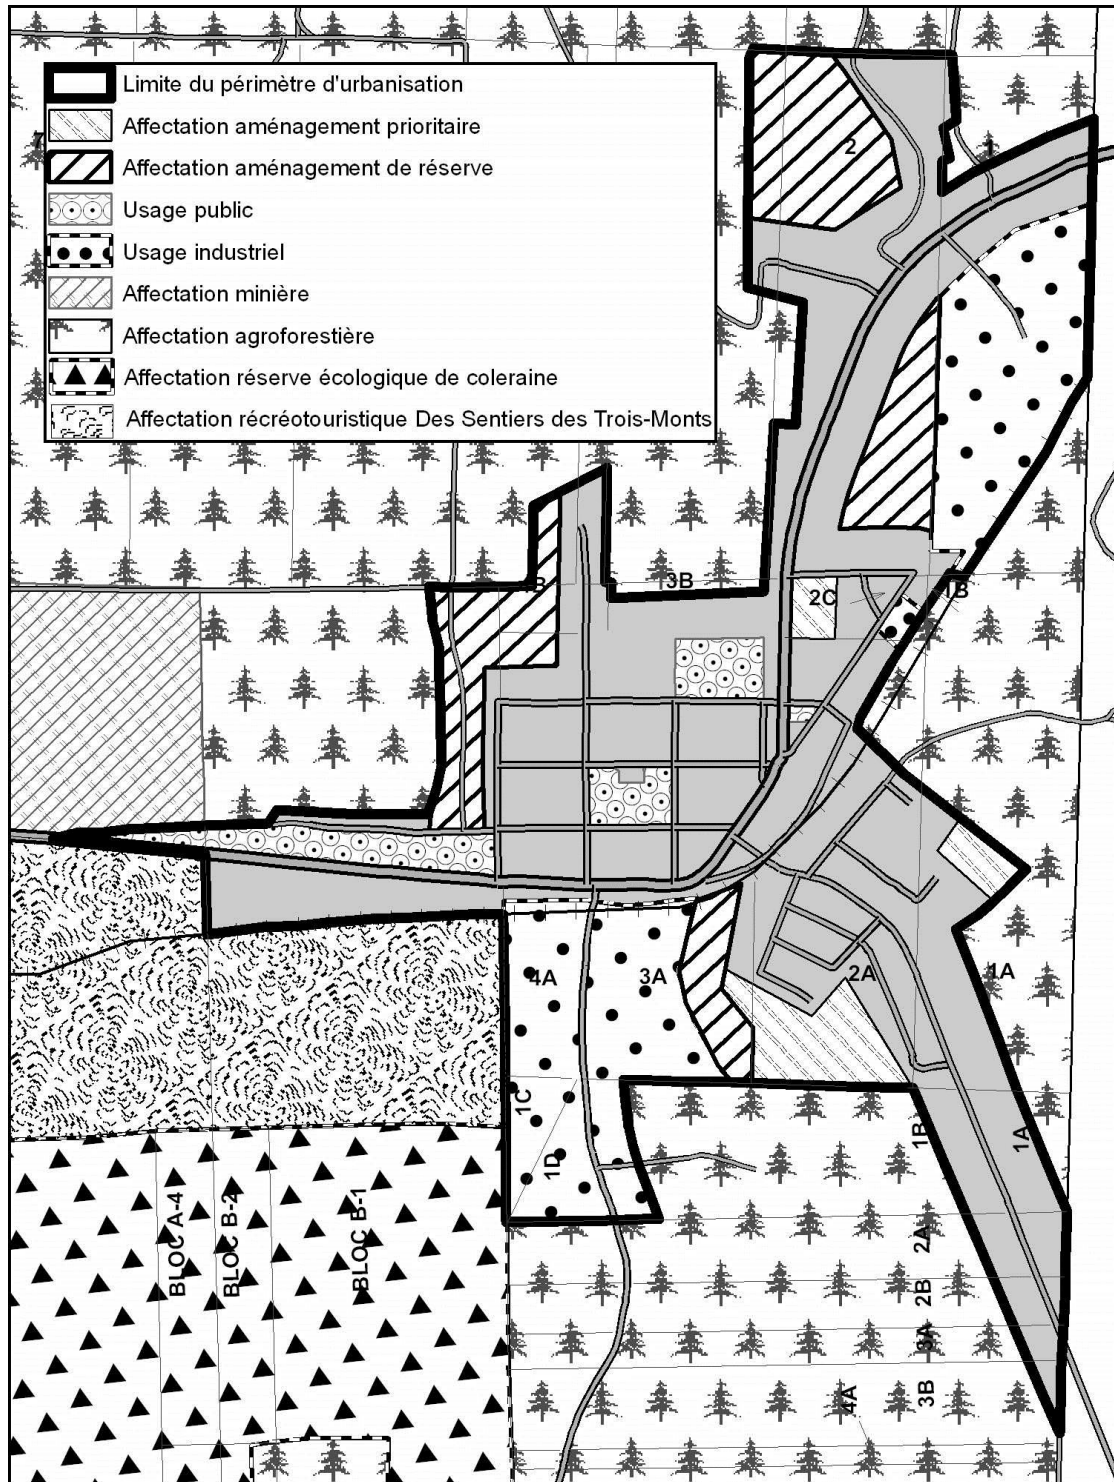 Limite du périmètre d'urbanisation
Affectation aménagement prioritaire
Affectation aménagement de réserve
Usage public
Usage industriel
Affectation minière
Affectation agroforestière
Affectation réserve écologique de coleraine
Affectation récréotouristique Des Sentiers des Trois-Monts
7
2
1
3B
2C
1B
4A
3A
2A
1A
1C
1B
1A
1D
BLOC A-4
BLOC B-2
BLOC B-1
2A
2B
3A
3B
4A